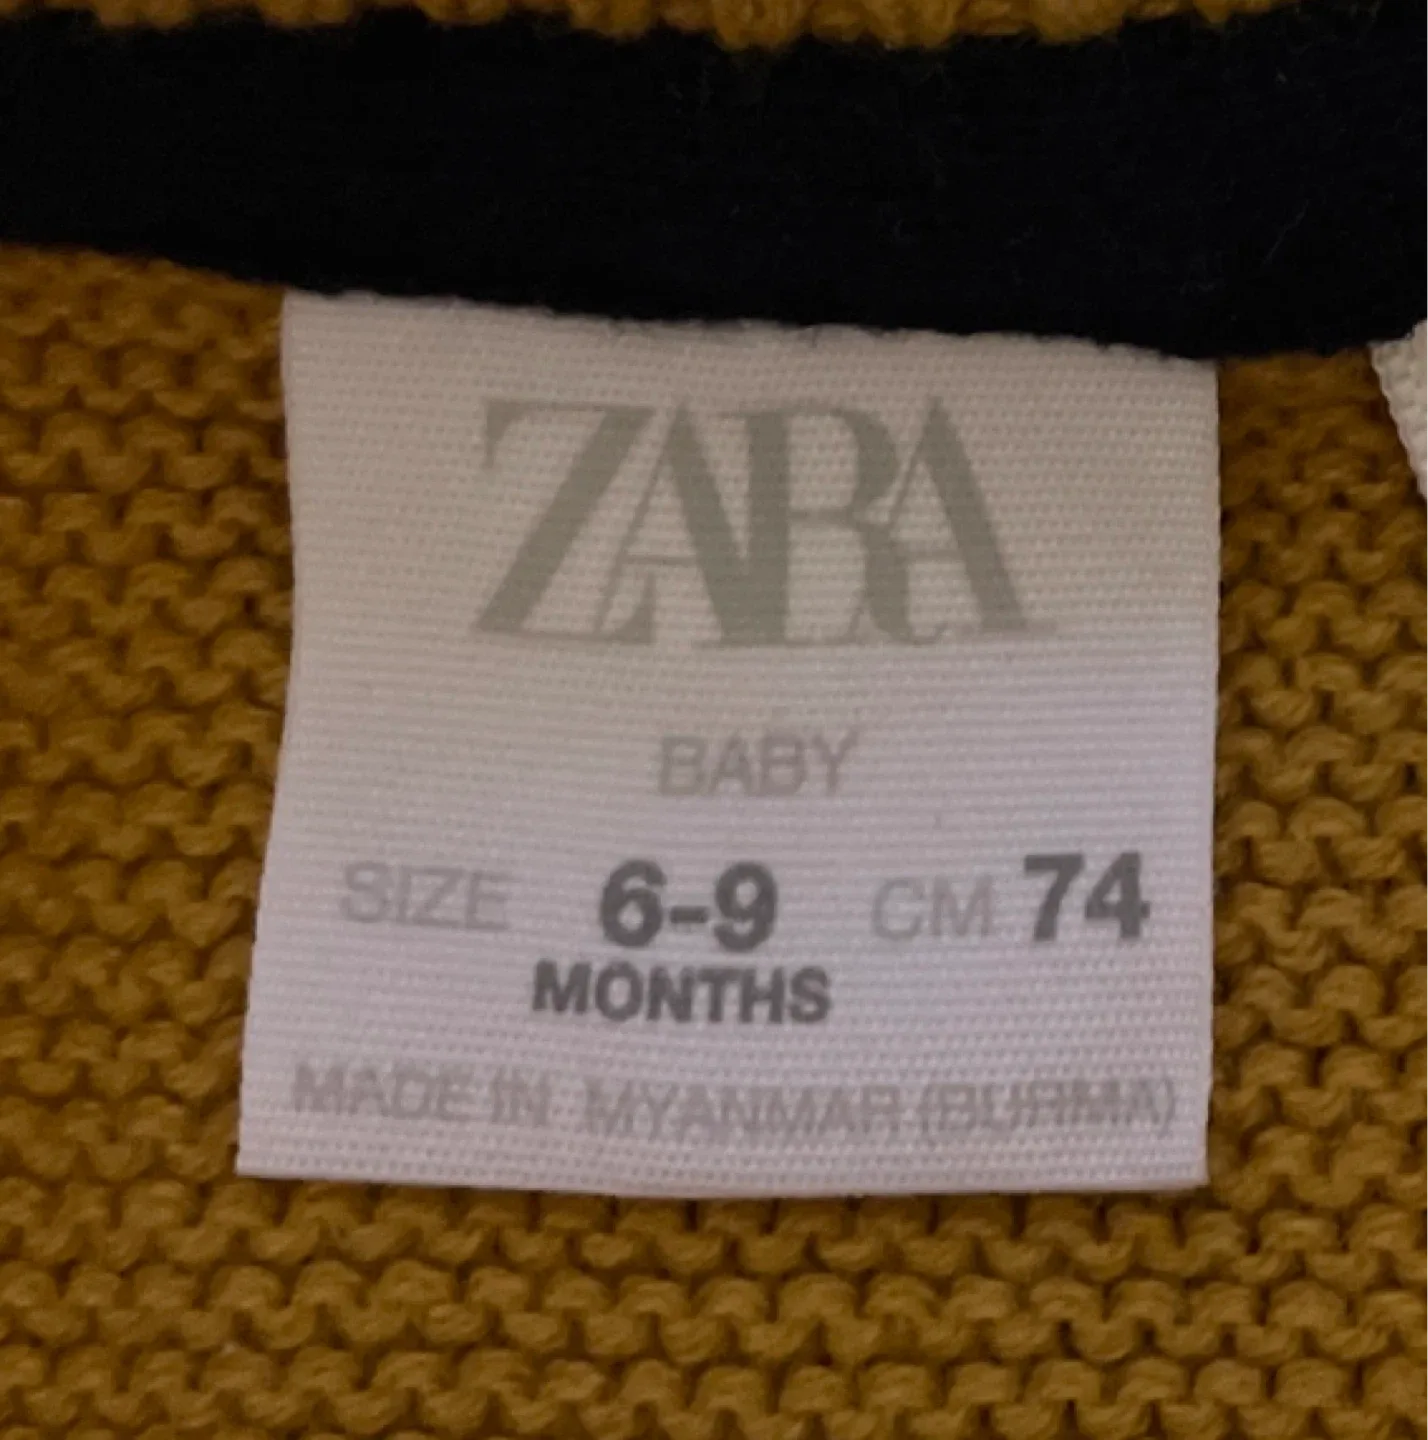 ZARA
BABY
SIZE 6-9 CM 74
MONTHS
MADE IN MYANMAR (BURMA)